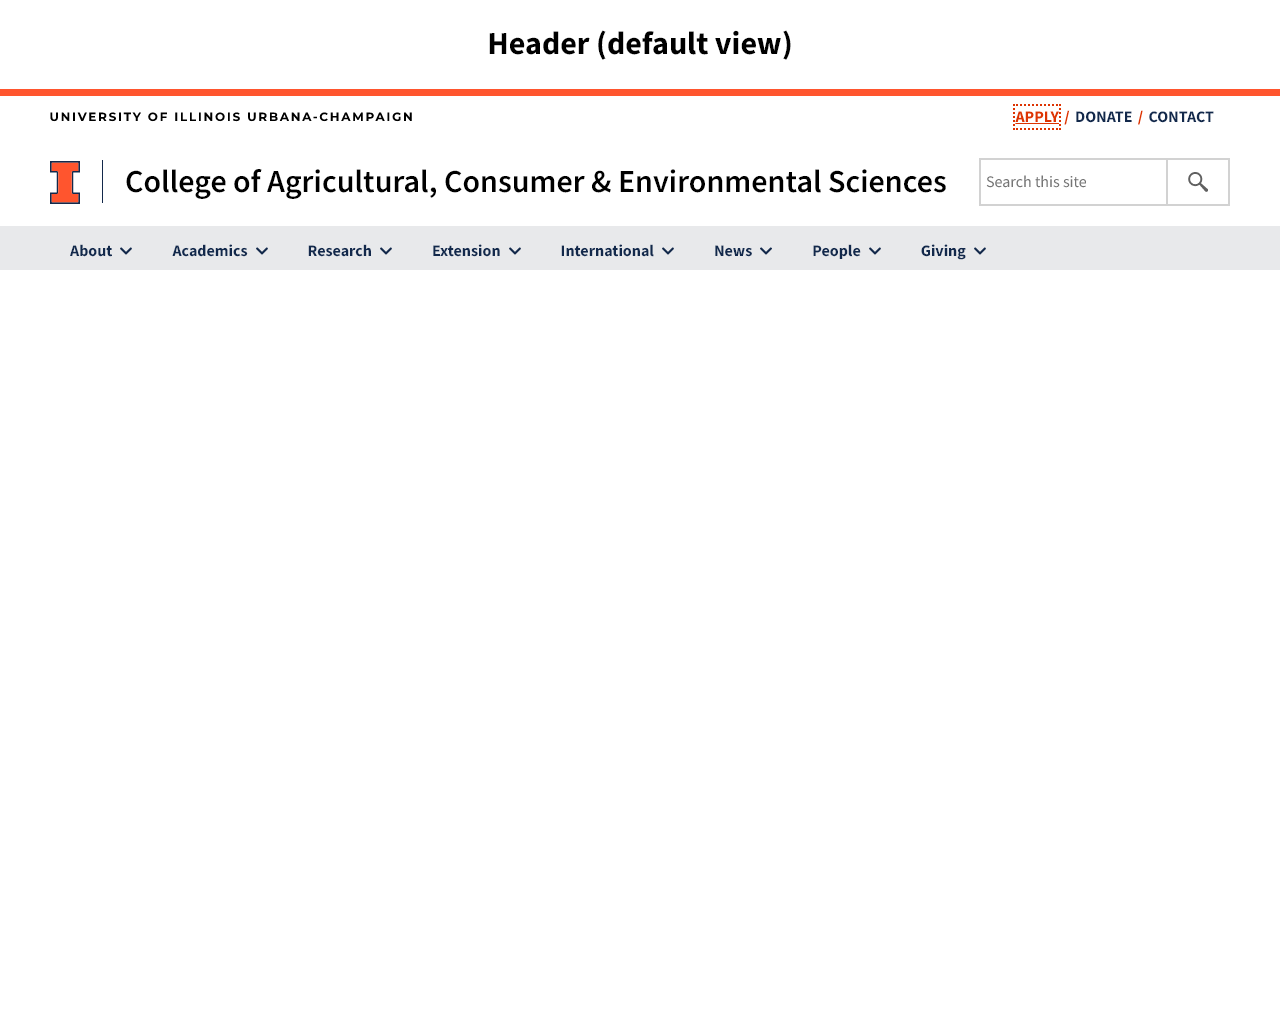 Header (default view)
UNIVERSITY OF ILLINOIS URBANA-CHAMPAIGN
APPLY / DONATE / CONTACT
College of Agricultural, Consumer & Environmental Sciences
Search this site
About Academics Research Extension International News People Giving